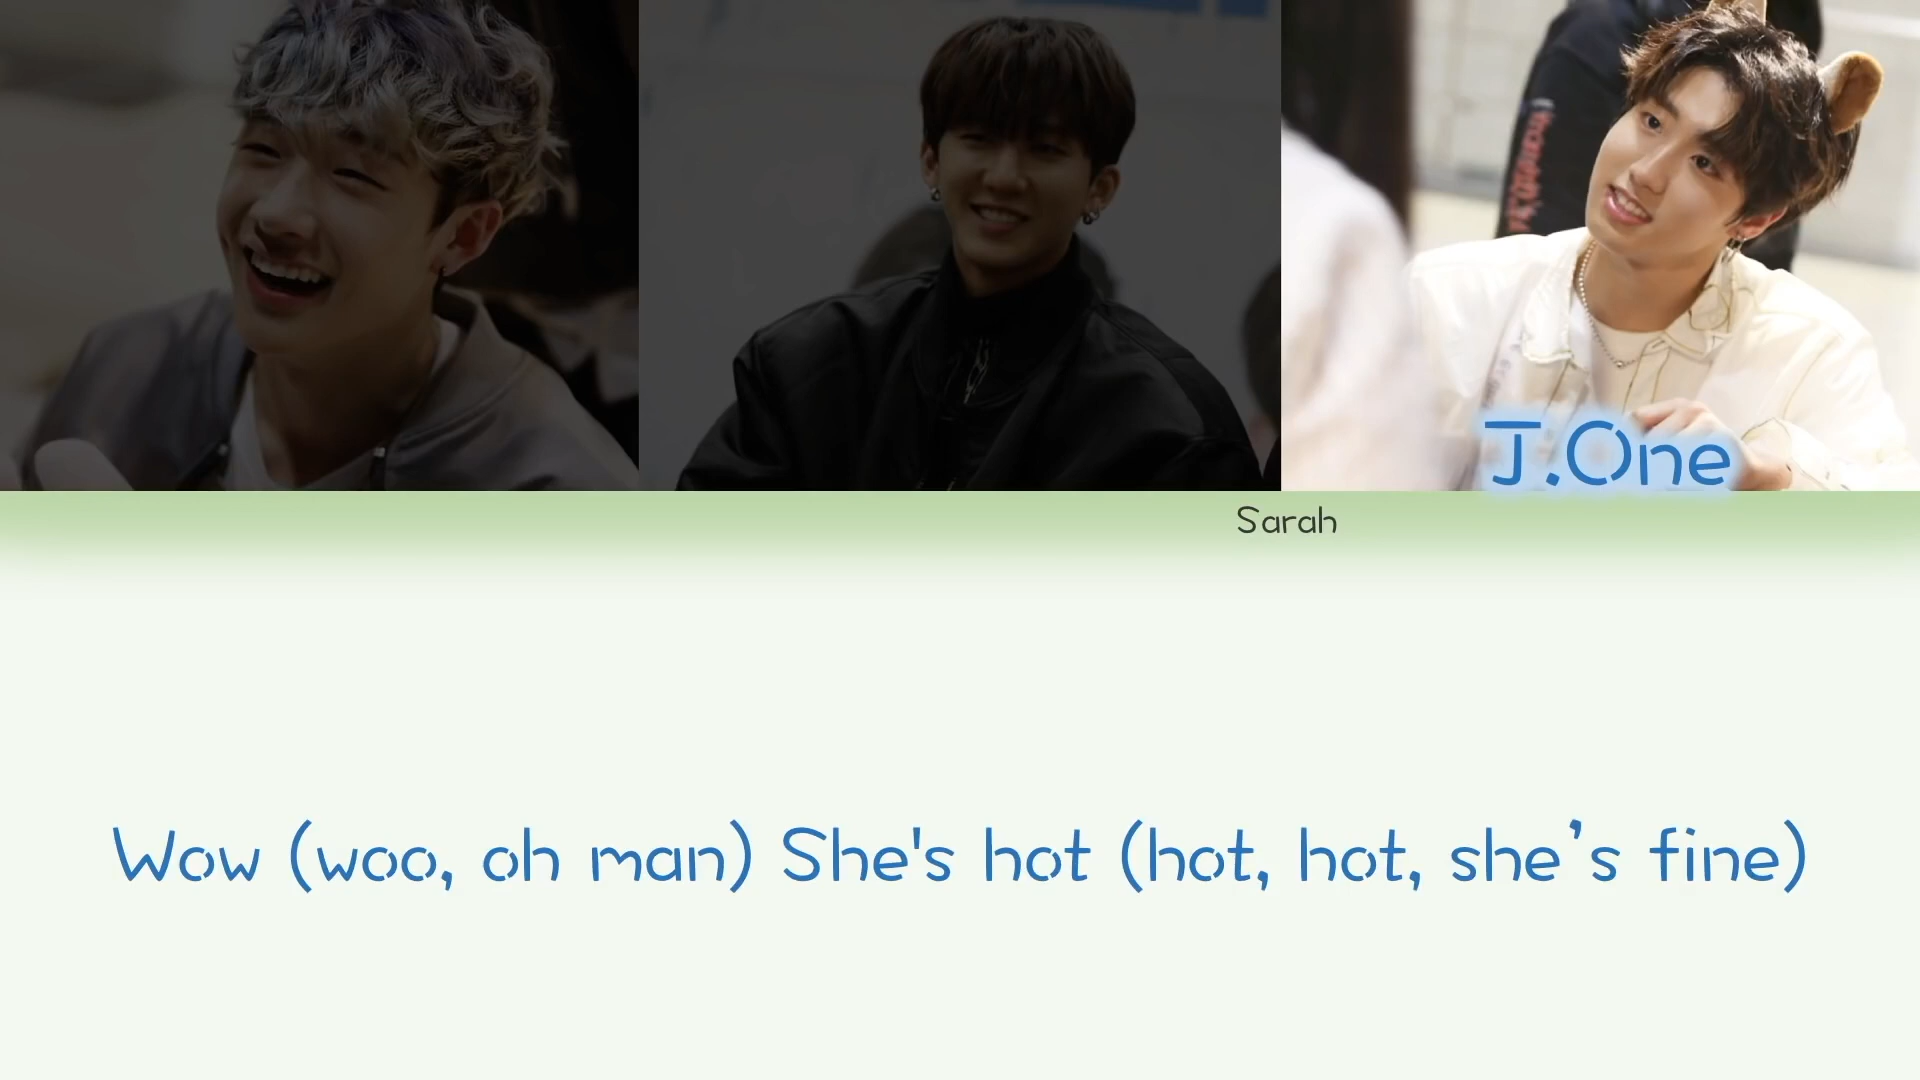 J.One
Sarah
Wow (woo, oh man) She's hot (hot, hot, she’s fine)